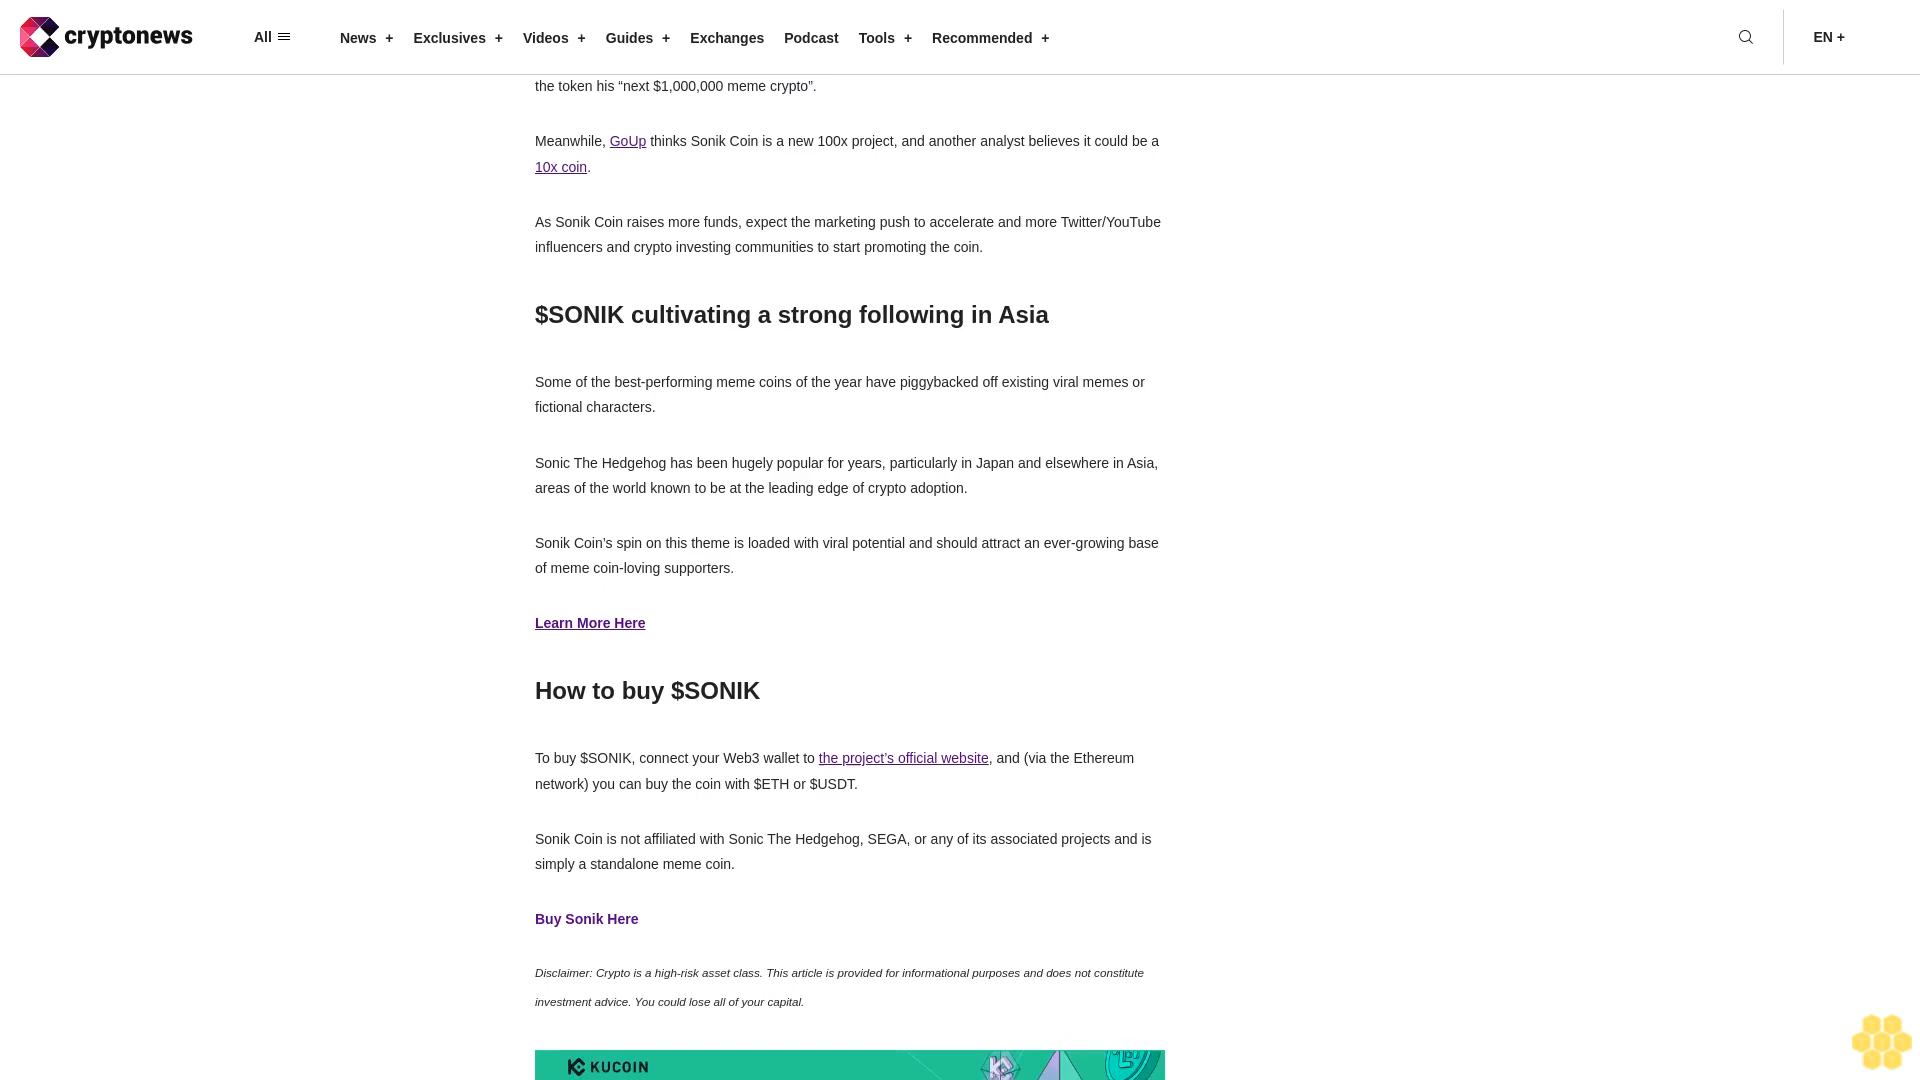 cryptonews
All
News + Exclusives + Videos + Guides + Exchanges Podcast Tools + Recommended +
EN +
the token his “next $1,000,000 meme crypto”.
Meanwhile, GoUp thinks Sonik Coin is a new 100x project, and another analyst believes it could be a
10x coin.
As Sonik Coin raises more funds, expect the marketing push to accelerate and more Twitter/YouTube
influencers and crypto investing communities to start promoting the coin.
$SONIK cultivating a strong following in Asia
Some of the best-performing meme coins of the year have piggybacked off existing viral memes or
fictional characters.
Sonic The Hedgehog has been hugely popular for years, particularly in Japan and elsewhere in Asia,
areas of the world known to be at the leading edge of crypto adoption.
Sonik Coin’s spin on this theme is loaded with viral potential and should attract an ever-growing base
of meme coin-loving supporters.
Learn More Here
How to buy $SONIK
To buy $SONIK, connect your Web3 wallet to the project’s official website, and (via the Ethereum
network) you can buy the coin with $ETH or $USDT.
Sonik Coin is not affiliated with Sonic The Hedgehog, SEGA, or any of its associated projects and is
simply a standalone meme coin.
Buy Sonik Here
Disclaimer: Crypto is a high-risk asset class. This article is provided for informational purposes and does not constitute
investment advice. You could lose all of your capital.
KUCOIN